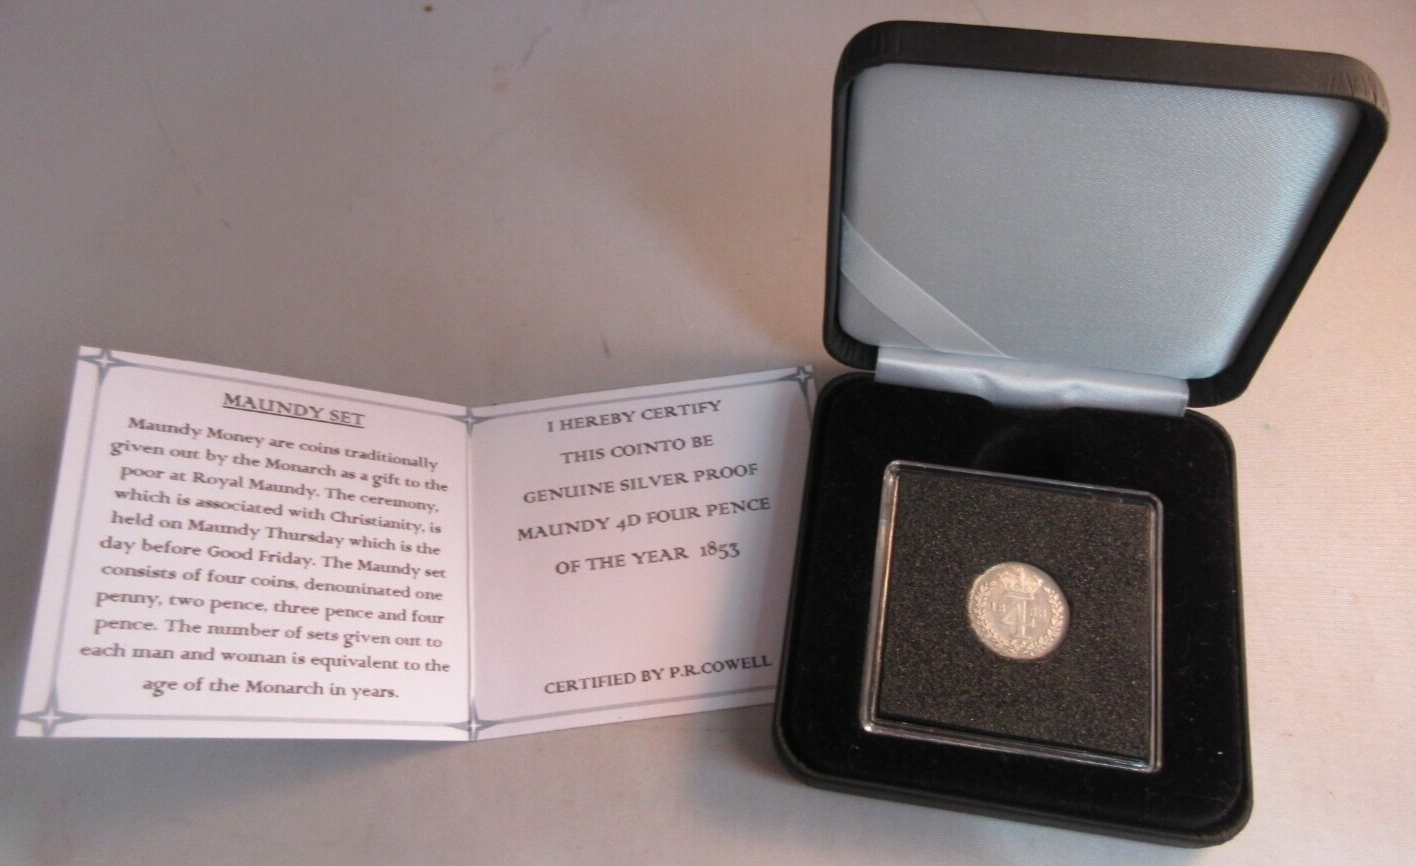 MAUNDY SET
Maundy Money are coins traditionally
given out by the Monarch as a gift to the
poor at Royal Maundy. The ceremony,
which is associated with Christianity, is
held on Maundy Thursday which is the
day before Good Friday. The Maundy set
consists of four coins, denominated one
penny, two pence, three pence and four
pence. The number of sets given out to
each man and woman is equivalent to the
age of the Monarch in years.
I HEREBY CERTIFY
THIS COINTO BE
GENUINE SILVER PROOF
MAUNDY 4D FOUR PENCE
OF THE YEAR 1853
CERTIFIED BY P.R.COWELL
4